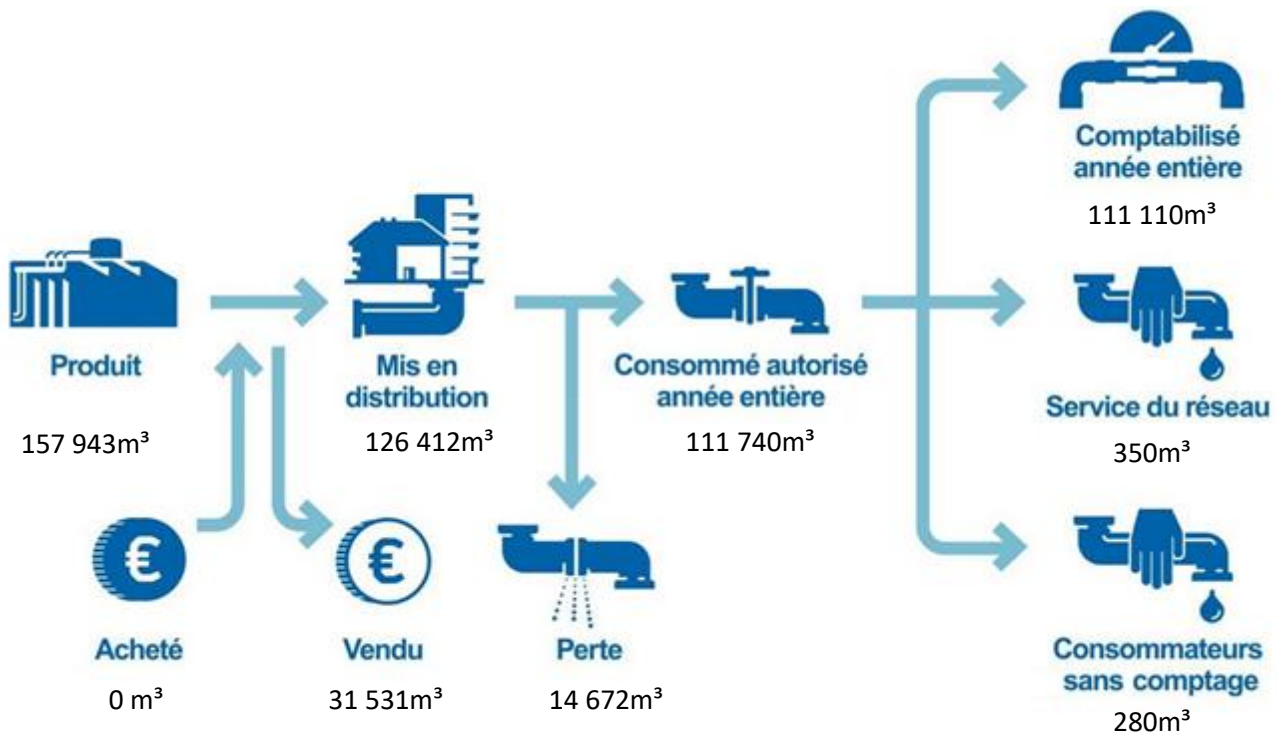 Comptabilisé
année entière
111 110m³
Produit
157 943m³
Mis en
distribution
126 412m³
Consommé autorisé
année entière
111 740m³
Service du réseau
350m³
€
Acheté
0 m³
€
Vendu
31 531m³
Perte
14 672m³
Consommateurs
sans comptage
280m³